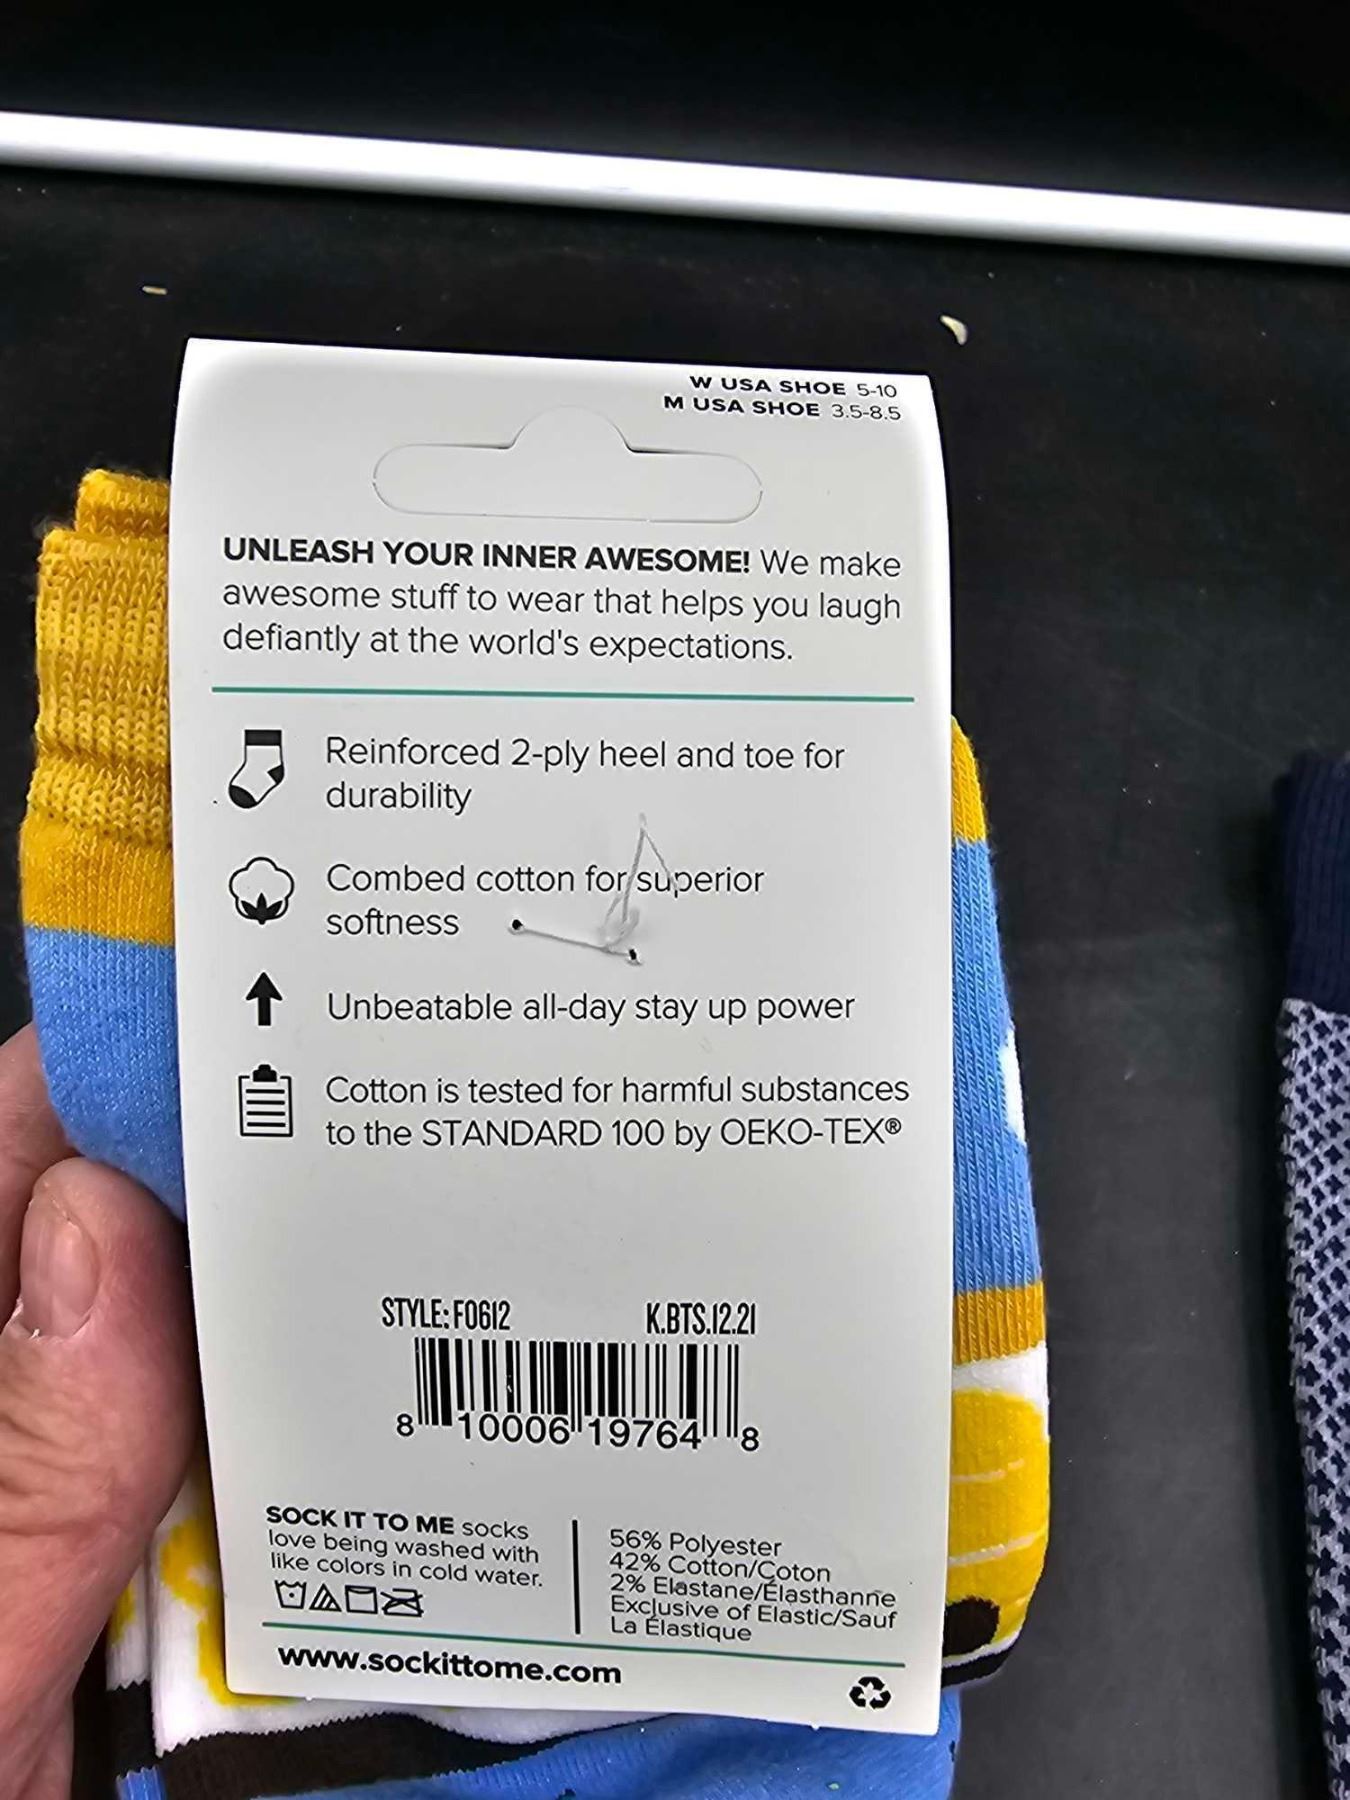 W USA SHOE 5-10
M USA SHOE 3.5-8.5
UNLEASH YOUR INNER AWESOME! We make
awesome stuff to wear that helps you laugh
defiantly at the world's expectations.
Reinforced 2-ply heel and toe for
durability
Combed cotton for superior
softness
Unbeatable all-day stay up power
Cotton is tested for harmful substances
to the STANDARD 100 by OEKO-TEX®
STYLE: F0612 K.BTS.12.21
8 10006 19764 8
SOCK IT TO ME socks
love being washed with
like colors in cold water.
56% Polyester
42% Cotton/Coton
2% Elastane/Élasthanne
Exclusive of Elastic/Sauf
La Élastique
www.sockittome.com